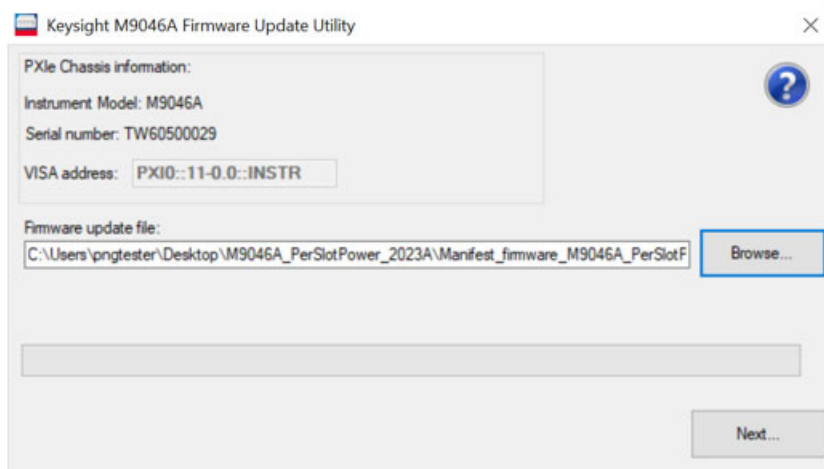 Keysight M9046A Firmware Update Utility
PXIe Chassis information:
?
Instrument Model: M9046A
Serial number: TW60500029
VISA address: PXI0::11-0.0::INSTR
Firmware update file:
C:\Users\pngtester\Desktop\M9046A_PerSlotPower_2023A\Manifest_firmware_M9046A_PerSlotF
Browse...
Next...